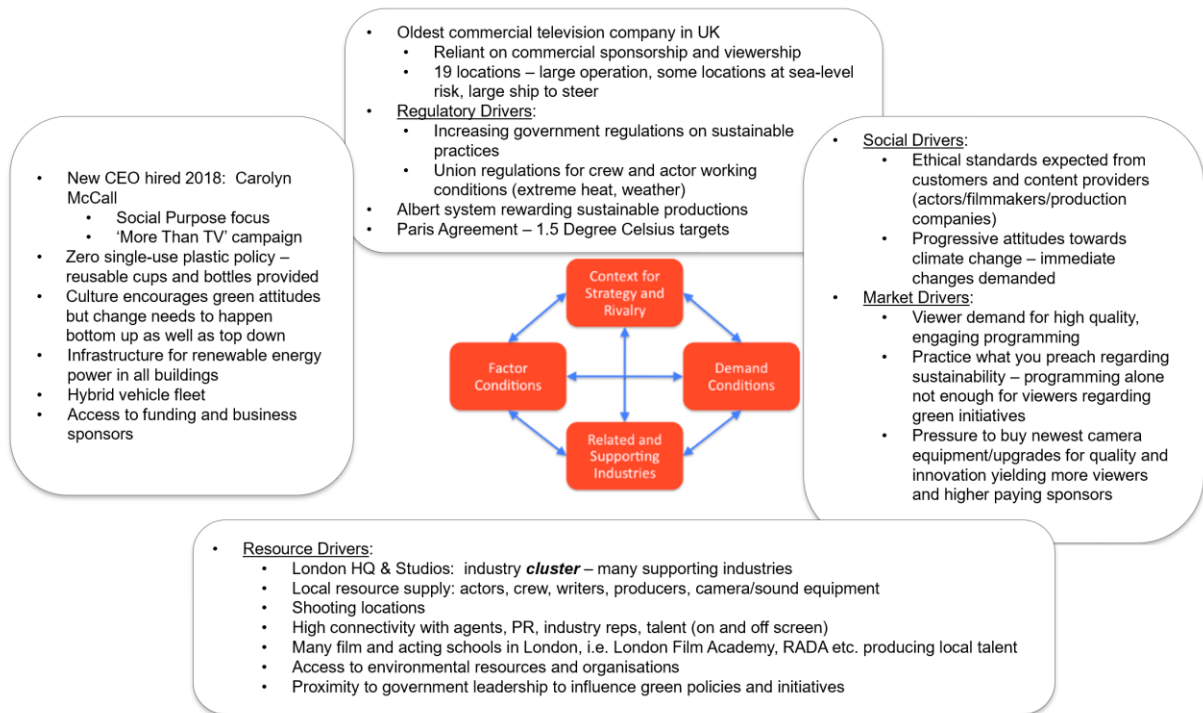 • Oldest commercial television company in UK
• Reliant on commercial sponsorship and viewership
• 19 locations – large operation, some locations at sea-level
risk, large ship to steer
• Regulatory Drivers:
• Increasing government regulations on sustainable
practices
• Union regulations for crew and actor working
conditions (extreme heat, weather)
• Albert system rewarding sustainable productions
• Paris Agreement – 1.5 Degree Celsius targets
• New CEO hired 2018: Carolyn
McCall
• Social Purpose focus
• ‘More Than TV’ campaign
• Zero single-use plastic policy –
reusable cups and bottles provided
• Culture encourages green attitudes
but change needs to happen
bottom up as well as top down
• Infrastructure for renewable energy
power in all buildings
• Hybrid vehicle fleet
• Access to funding and business
sponsors
Context for
Strategy and
Rivalry
Factor
Conditions
Demand
Conditions
Related and
Supporting
Industries
• Social Drivers:
• Ethical standards expected from
customers and content providers
(actors/filmmakers/production
companies)
• Progressive attitudes towards
climate change – immediate
changes demanded
• Market Drivers:
• Viewer demand for high quality,
engaging programming
• Practice what you preach regarding
sustainability – programming alone
not enough for viewers regarding
green initiatives
• Pressure to buy newest camera
equipment/upgrades for quality and
innovation yielding more viewers
and higher paying sponsors
• Resource Drivers:
• London HQ & Studios: industry cluster – many supporting industries
• Local resource supply: actors, crew, writers, producers, camera/sound equipment
• Shooting locations
• High connectivity with agents, PR, industry reps, talent (on and off screen)
• Many film and acting schools in London, i.e. London Film Academy, RADA etc. producing local talent
• Access to environmental resources and organisations
• Proximity to government leadership to influence green policies and initiatives